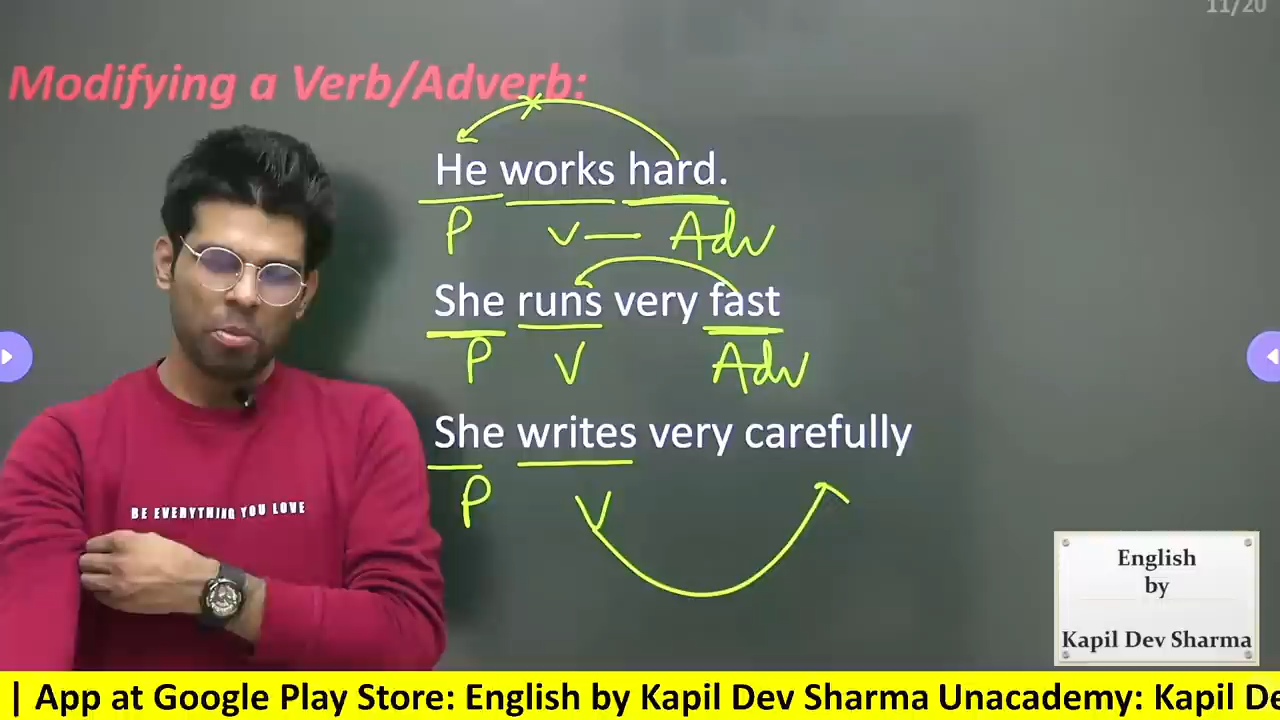 11/20
Modifying a Verb/Adverb:
He works hard.
P V — Adv
She runs very fast
P V Adv
She writes very carefully
P V
BE EVERYTHING YOU LOVE
English
by
Kapil Dev Sharma
| App at Google Play Store: English by Kapil Dev Sharma Unacademy: Kapil De